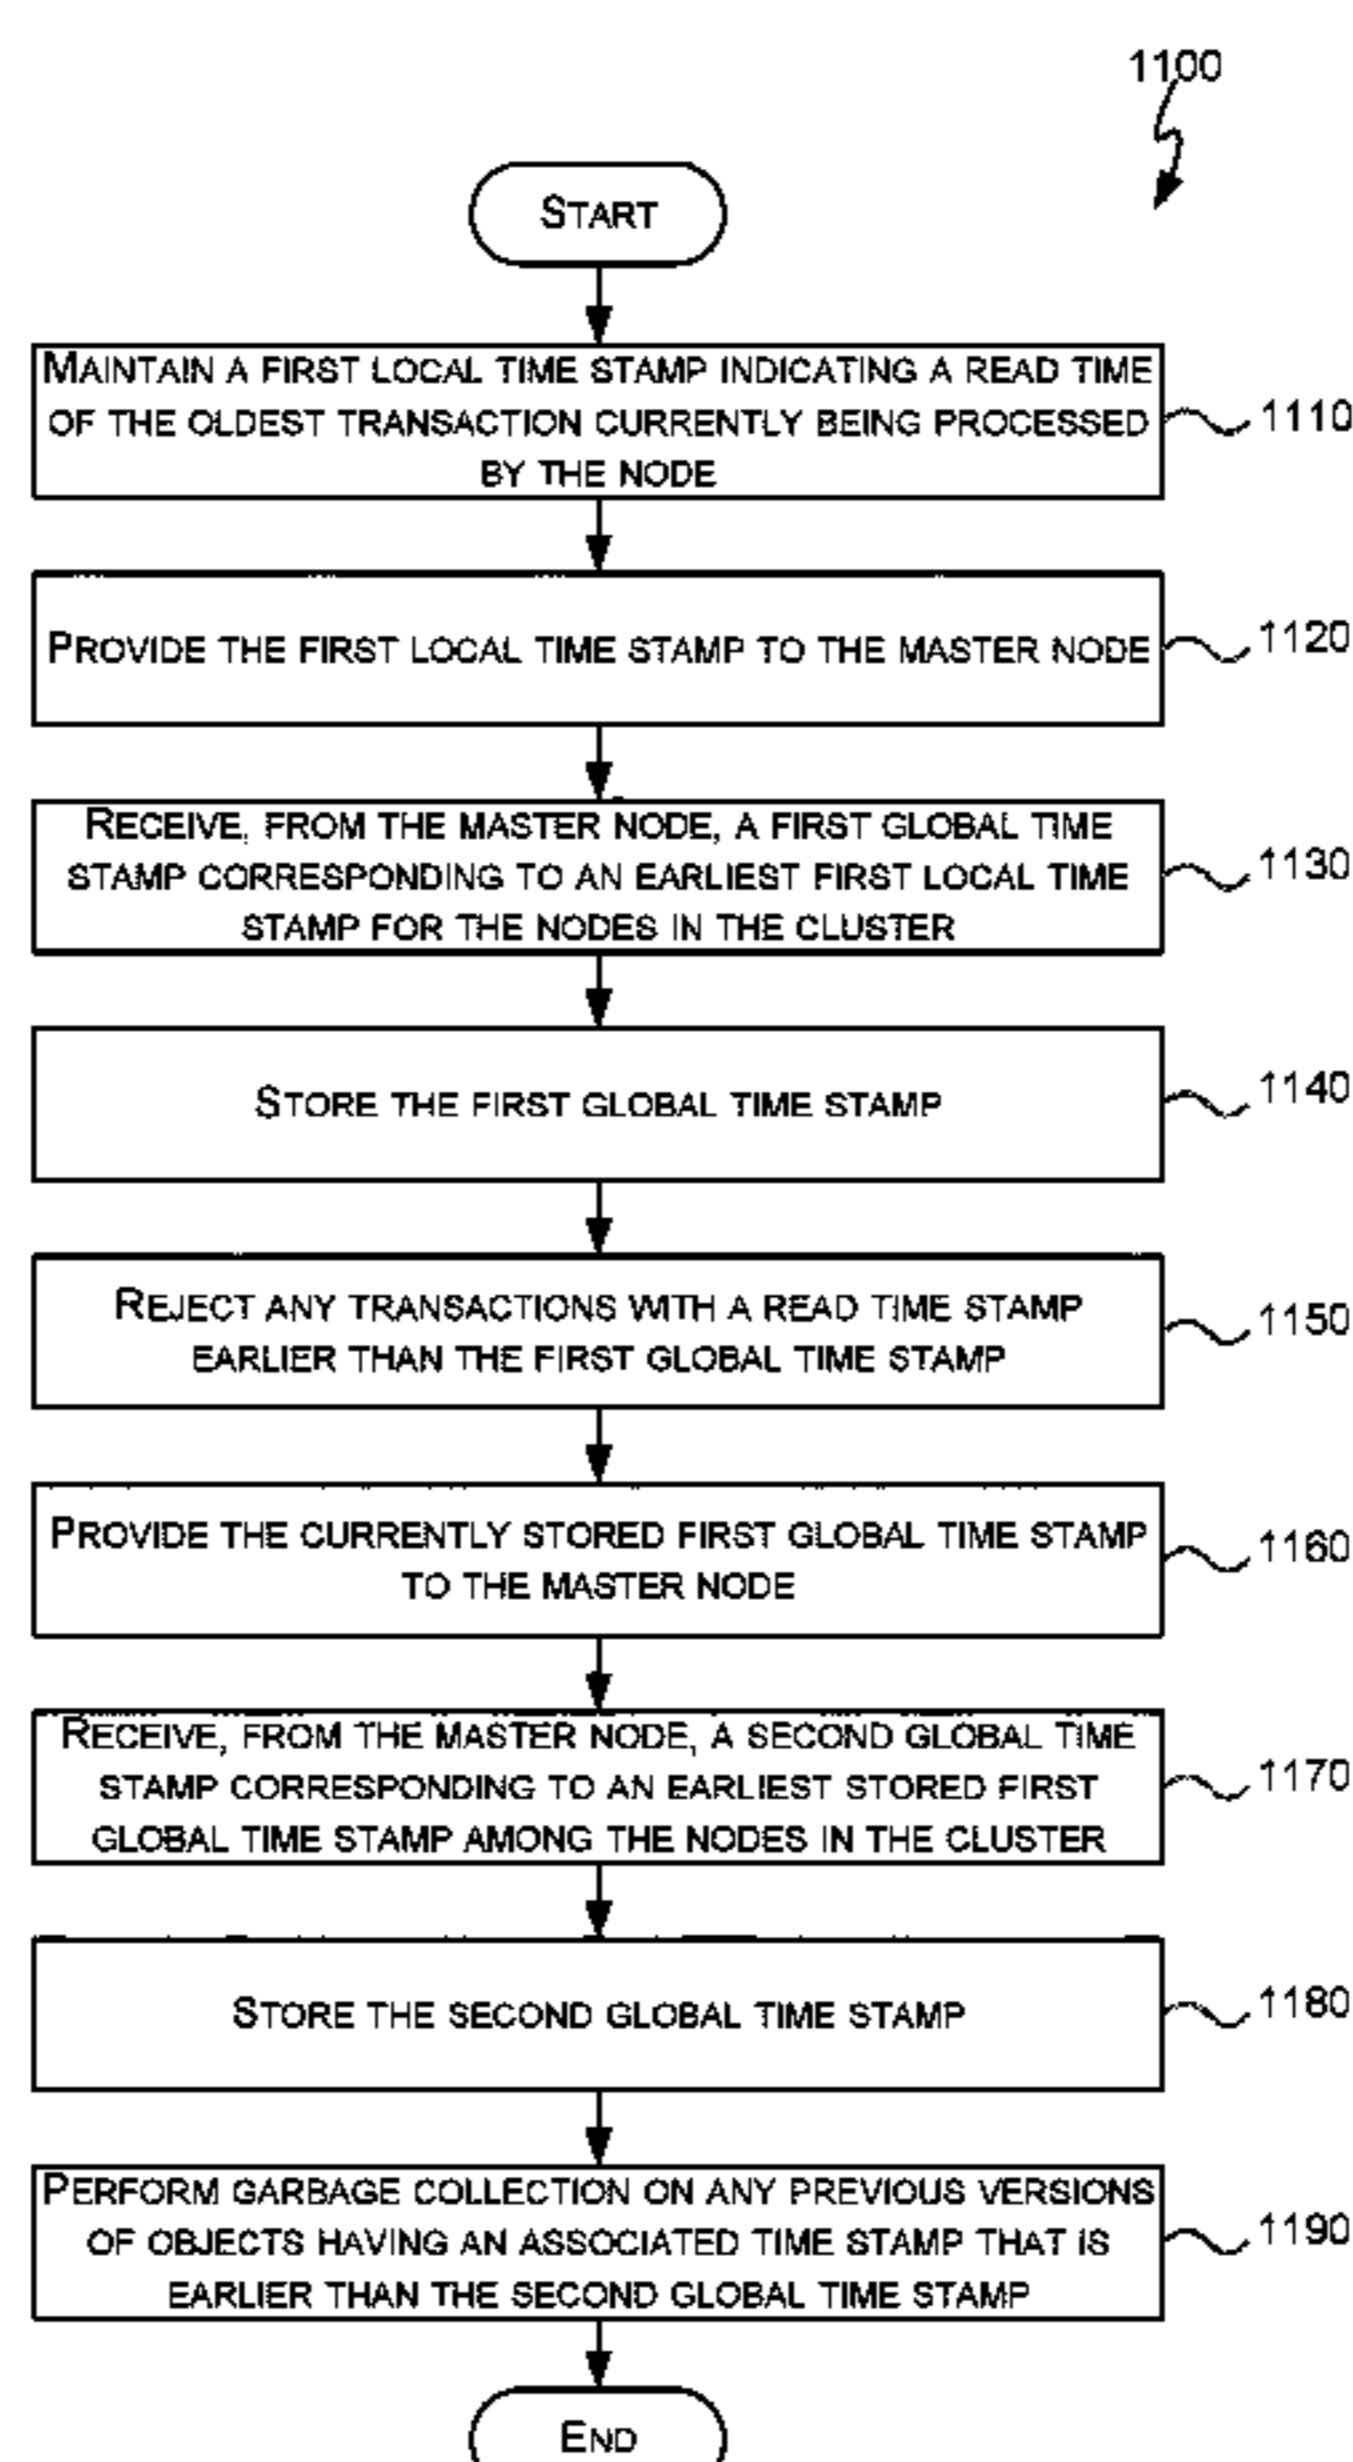 1100
START
MAINTAIN A FIRST LOCAL TIME STAMP INDICATING A READ TIME
OF THE OLDEST TRANSACTION CURRENTLY BEING PROCESSED
BY THE NODE
1110
PROVIDE THE FIRST LOCAL TIME STAMP TO THE MASTER NODE
1120
RECEIVE, FROM THE MASTER NODE, A FIRST GLOBAL TIME
STAMP CORRESPONDING TO AN EARLIEST FIRST LOCAL TIME
STAMP FOR THE NODES IN THE CLUSTER
1130
STORE THE FIRST GLOBAL TIME STAMP
1140
REJECT ANY TRANSACTIONS WITH A READ TIME STAMP
EARLIER THAN THE FIRST GLOBAL TIME STAMP
1150
PROVIDE THE CURRENTLY STORED FIRST GLOBAL TIME STAMP
TO THE MASTER NODE
1160
RECEIVE, FROM THE MASTER NODE, A SECOND GLOBAL TIME
STAMP CORRESPONDING TO AN EARLIEST STORED FIRST
GLOBAL TIME STAMP AMONG THE NODES IN THE CLUSTER
1170
STORE THE SECOND GLOBAL TIME STAMP
1180
PERFORM GARBAGE COLLECTION ON ANY PREVIOUS VERSIONS
OF OBJECTS HAVING AN ASSOCIATED TIME STAMP THAT IS
EARLIER THAN THE SECOND GLOBAL TIME STAMP
1190
END